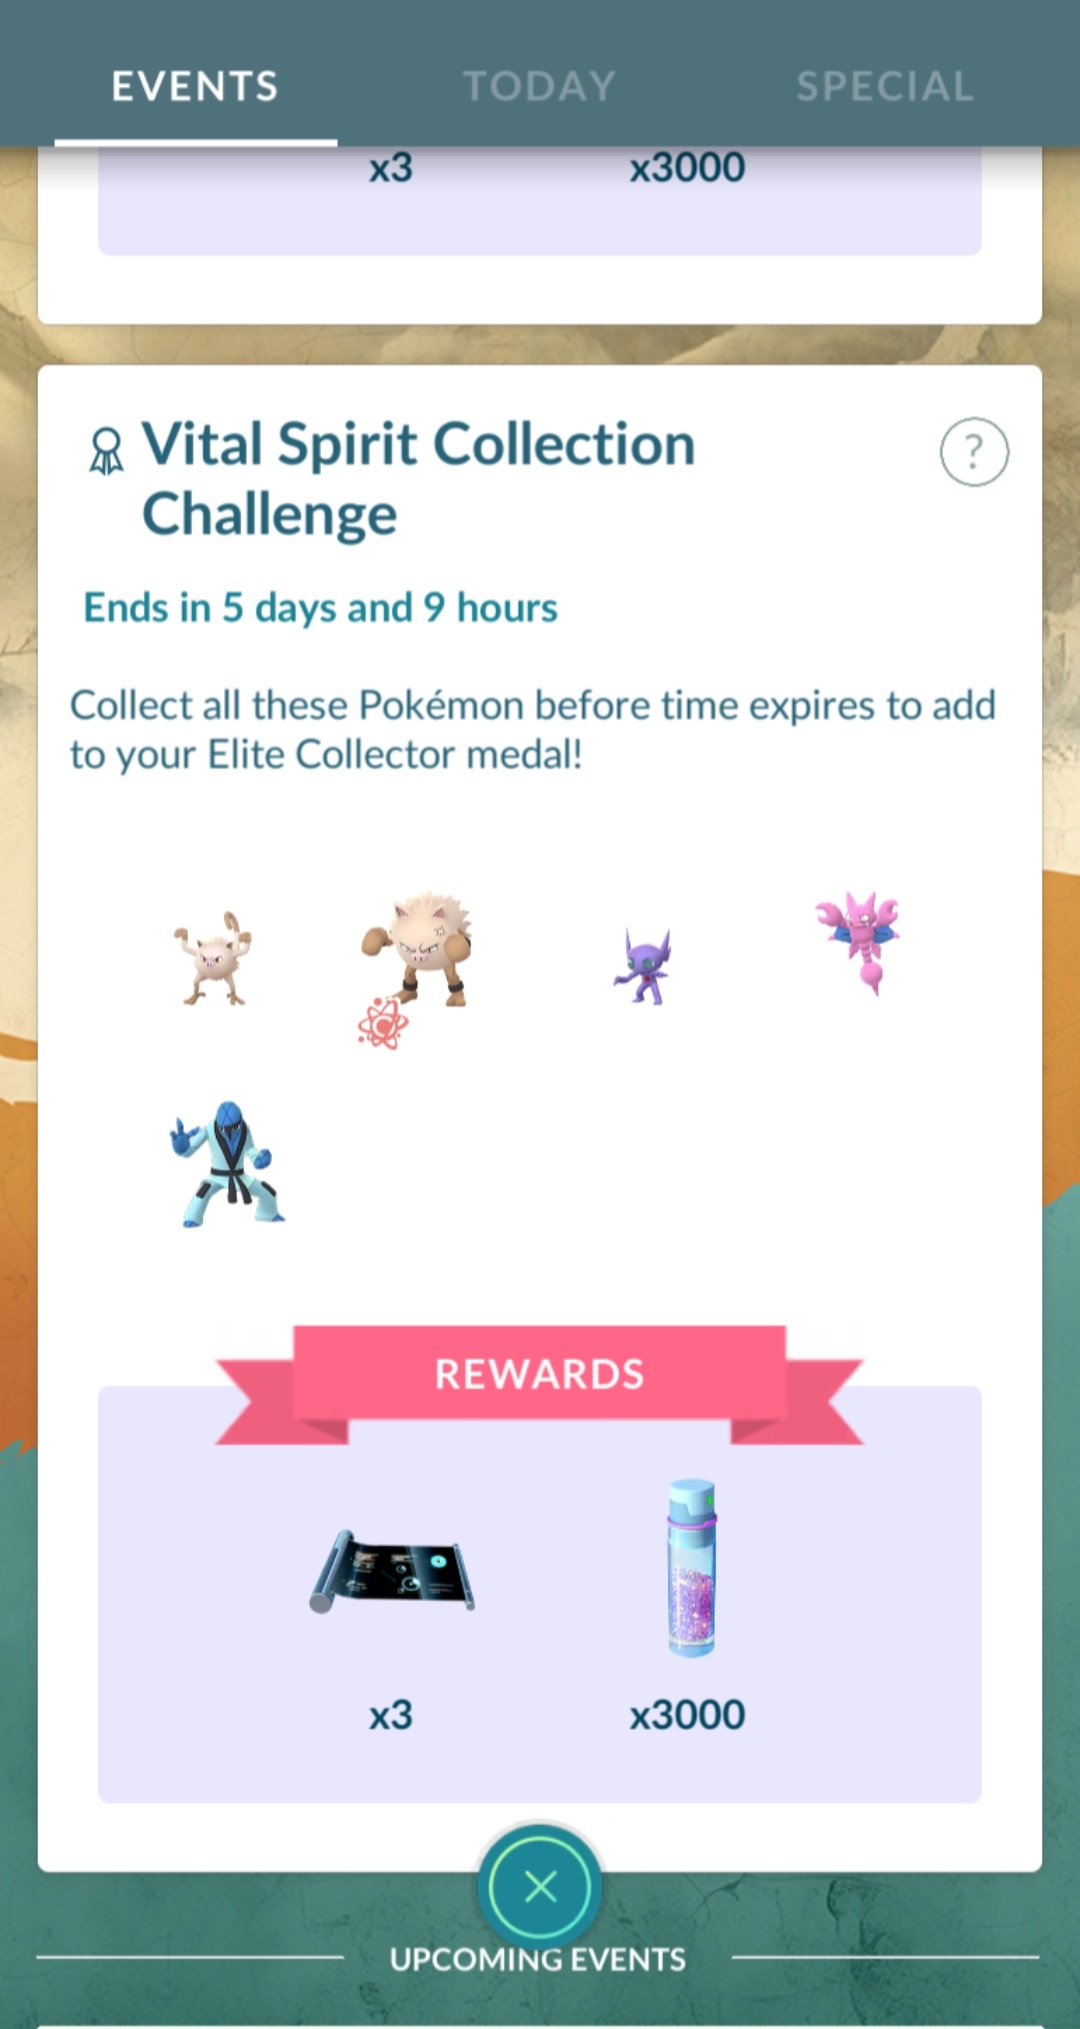 EVENTS
TODAY
SPECIAL
x3
x3000
Vital Spirit Collection
Challenge
?
Ends in 5 days and 9 hours
Collect all these Pokémon before time expires to add
to your Elite Collector medal!
REWARDS
x3
x3000
UPCOMING EVENTS